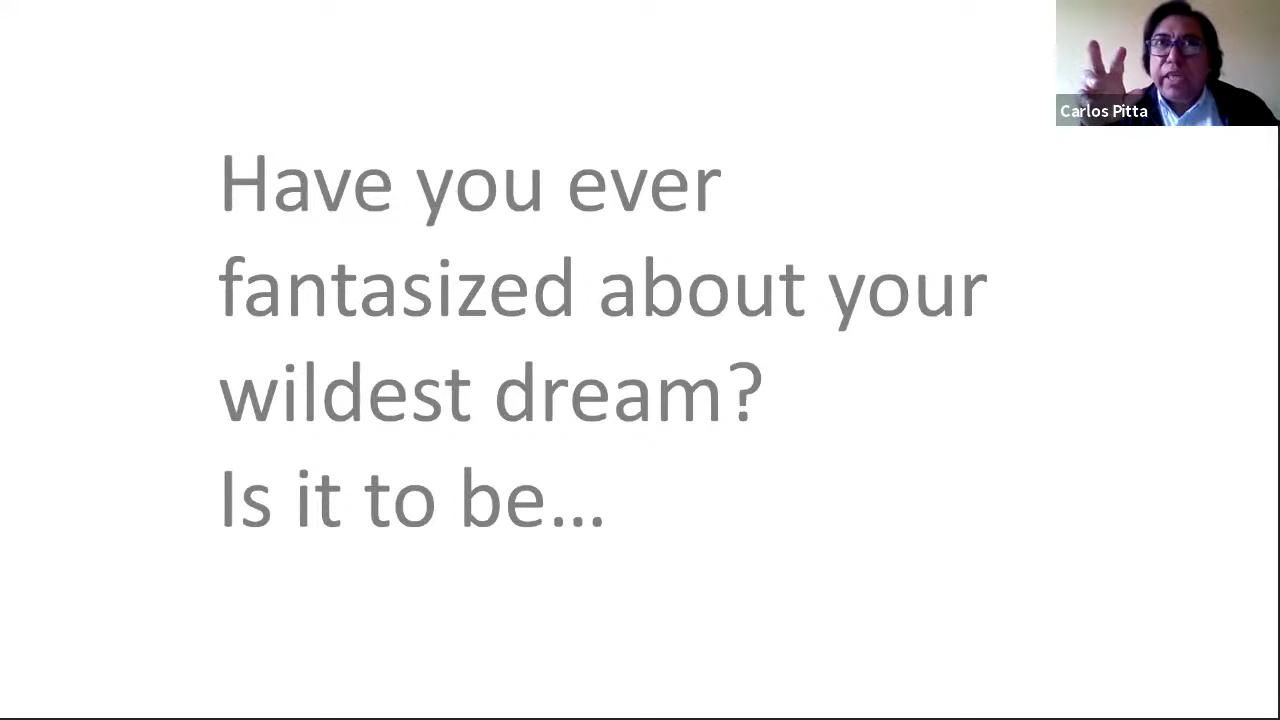 Carlos Pitta
Have you ever
fantasized about your
wildest dream?
Is it to be…